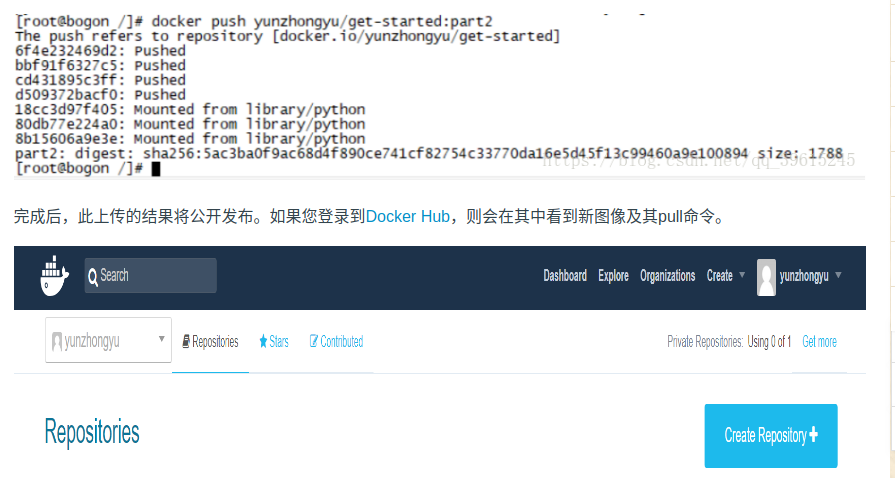 [root@bogon /]# docker push yunzhongyu/get-started:part2
The push refers to repository [docker.io/yunzhongyu/get-started]
6f4e232469d2: Pushed
bbf91f6327c5: Pushed
cd431895c3ff: Pushed
d509372bacf0: Pushed
18cc3d97f405: Mounted from library/python
80db77e224a0: Mounted from library/python
8b15606a9e3e: Mounted from library/python
part2: digest: sha256:5ac3ba0f9ac68d4f890ce741cf82754c33770da16e5d45f13c99460a9e100894 size: 1788
https://blog.csdn.net/qq_39615245
[root@bogon /]#
完成后，此上传的结果将公开发布。如果您登录到Docker Hub，则会在其中看到新图像及其pull命令。
Search Dashboard Explore Organizations Create yunzhongyu
yunzhongyu Repositories Stars Contributed Private Repositories: Using 0 of 1 Get more
Repositories Create Repository+